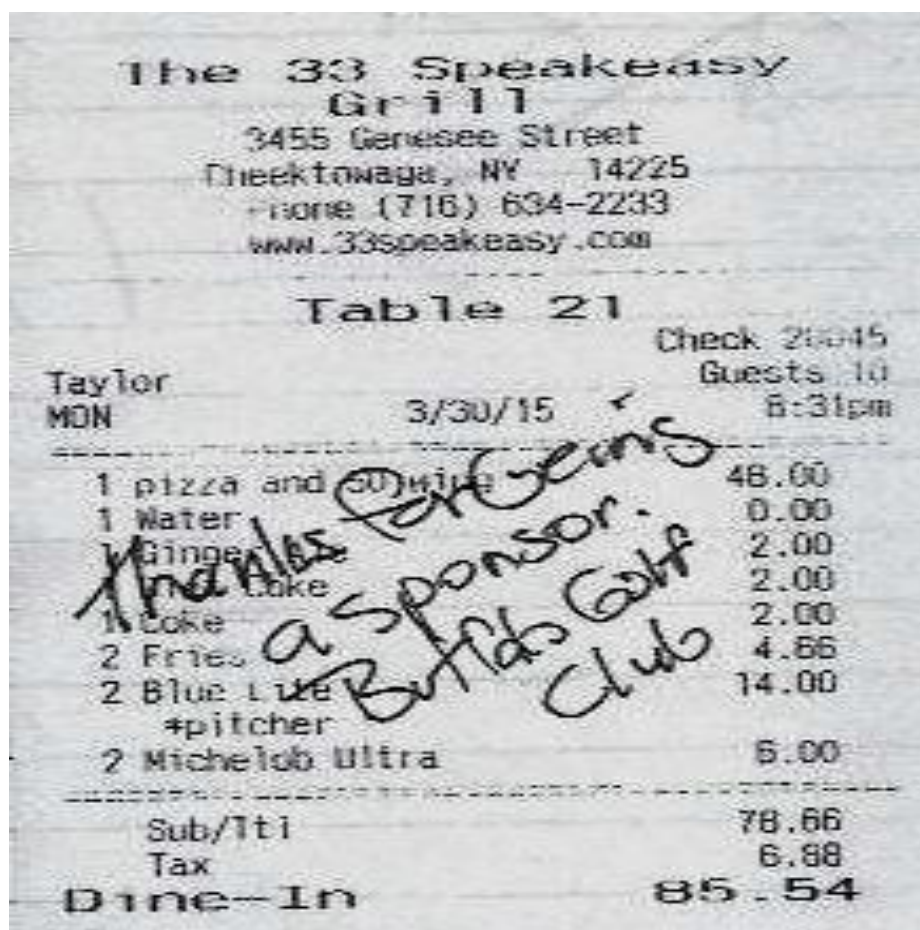 The 33 Speakeasy
Grill
3455 Genesee Street
Cheektowaga, NY 14225
Phone (716) 634-2233
www.33speakeasy.com
Table 21
Check 20045
Taylor Guests 10
MON 3/30/15 8:31pm
1 pizza and 50 wing 48.00
1 Water 0.00
1 Ginger 2.00
Coke 2.00
1 Coke 2.00
2 Fries 4.66
2 Blue Lite 14.00
*pitcher
2 Michelob Ultra 6.00
Sub/Ttl 78.66
Tax 6.88
Dine-In 85.54
Thanks for
a Sponsor.
Golf
Club